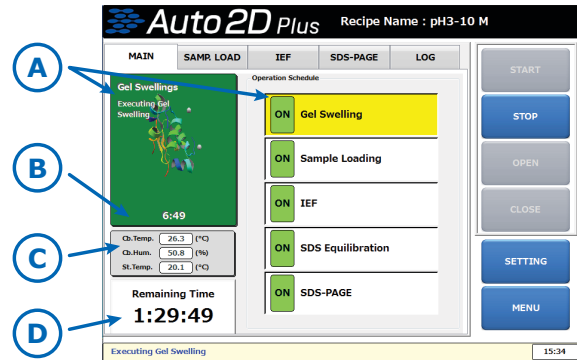 Auto2D Plus Recipe Name : pH3-10 M
MAIN SAMP. LOAD IEF SDS-PAGE LOG
A
B
C
D
Gel Swellings
Executing Gel
Swelling
6:49
Cb.Temp. 26.3 (°C)
Cb.Hum. 50.8 (%)
St.Temp. 20.1 (°C)
Remaining Time
1:29:49
Operation Schedule
ON Gel Swelling
ON Sample Loading
ON IEF
ON SDS Equilibration
ON SDS-PAGE
START
STOP
OPEN
CLOSE
SETTING
MENU
Executing Gel Swelling 15:34